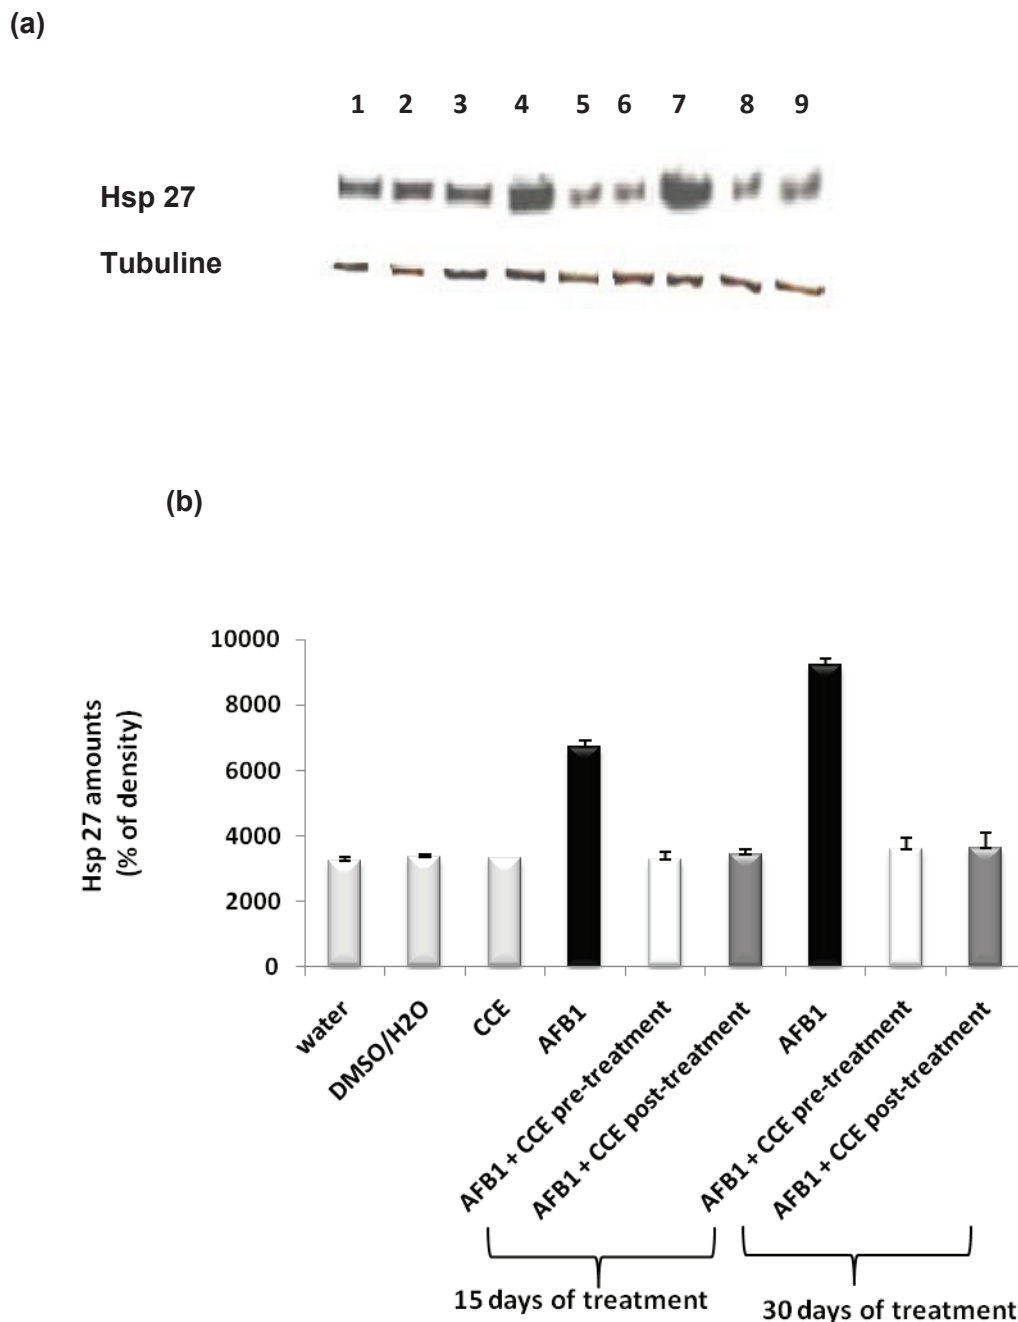 (a)
1 2 3 4 5 6 7 8 9
Hsp 27
Tubuline
(b)
Hsp 27 amounts
(% of density)
10000
8000
6000
4000
2000
0
water
DMSO/H2O
CCE
AFB1
AFB1 + CCE pre-treatment
AFB1 + CCE post-treatment
AFB1
AFB1 + CCE pre-treatment
AFB1 + CCE post-treatment
15 days of treatment
30 days of treatment